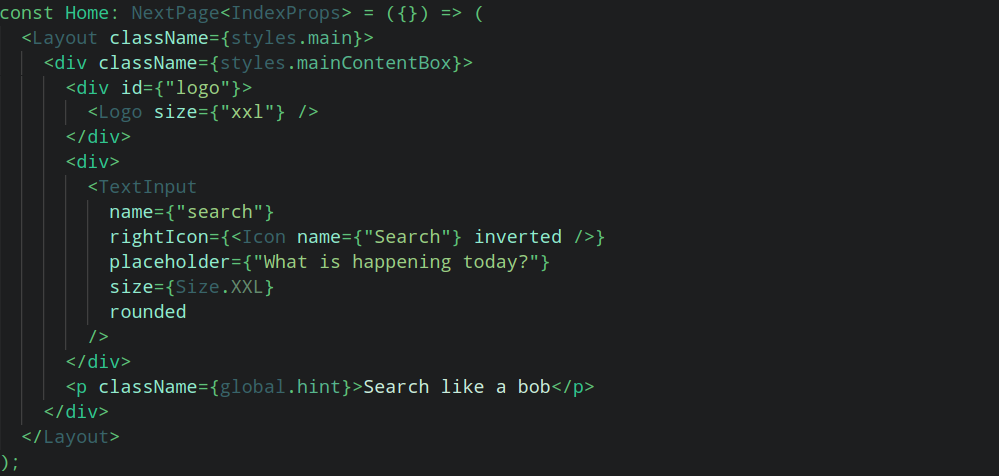 const Home: NextPage<IndexProps> = ({}) => (
  <Layout className={styles.main}>
    <div className={styles.mainContentBox}>
      <div id={"logo"}>
        <Logo size={"xxl"} />
      </div>
      <div>
        <TextInput
          name={"search"}
          rightIcon={<Icon name={"Search"} inverted />}
          placeholder={"What is happening today?"}
          size={Size.XXL}
          rounded
        />
      </div>
      <p className={global.hint}>Search like a bob</p>
    </div>
  </Layout>
);